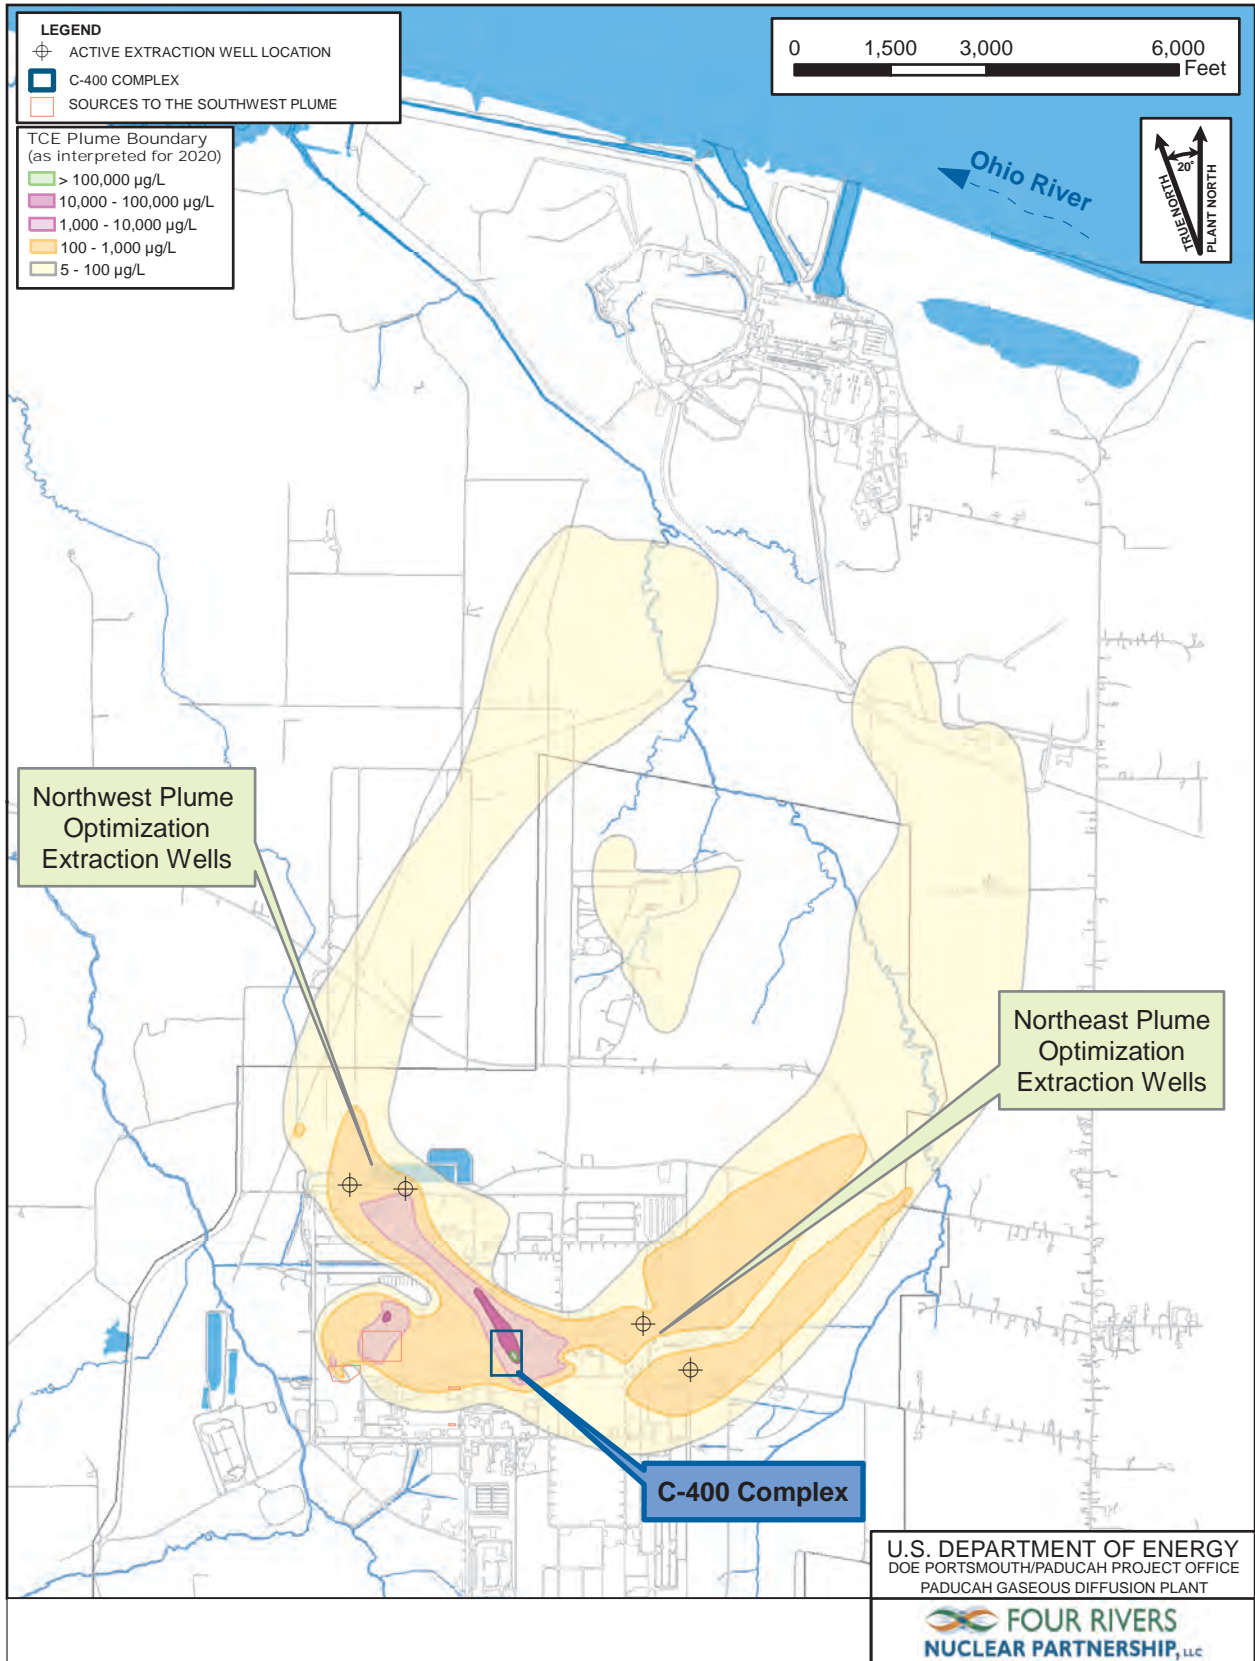 LEGEND
ACTIVE EXTRACTION WELL LOCATION
C-400 COMPLEX
SOURCES TO THE SOUTHWEST PLUME
TCE Plume Boundary
(as interpreted for 2020)
> 100,000 µg/L
10,000 - 100,000 µg/L
1,000 - 10,000 µg/L
100 - 1,000 µg/L
5 - 100 µg/L
0 1,500 3,000 6,000
Feet
20°
TRUE NORTH
PLANT NORTH
Ohio River
Northwest Plume
Optimization
Extraction Wells
Northeast Plume
Optimization
Extraction Wells
C-400 Complex
U.S. DEPARTMENT OF ENERGY
DOE PORTSMOUTH/PADUCAH PROJECT OFFICE
PADUCAH GASEOUS DIFFUSION PLANT
FOUR RIVERS
NUCLEAR PARTNERSHIP, LLC